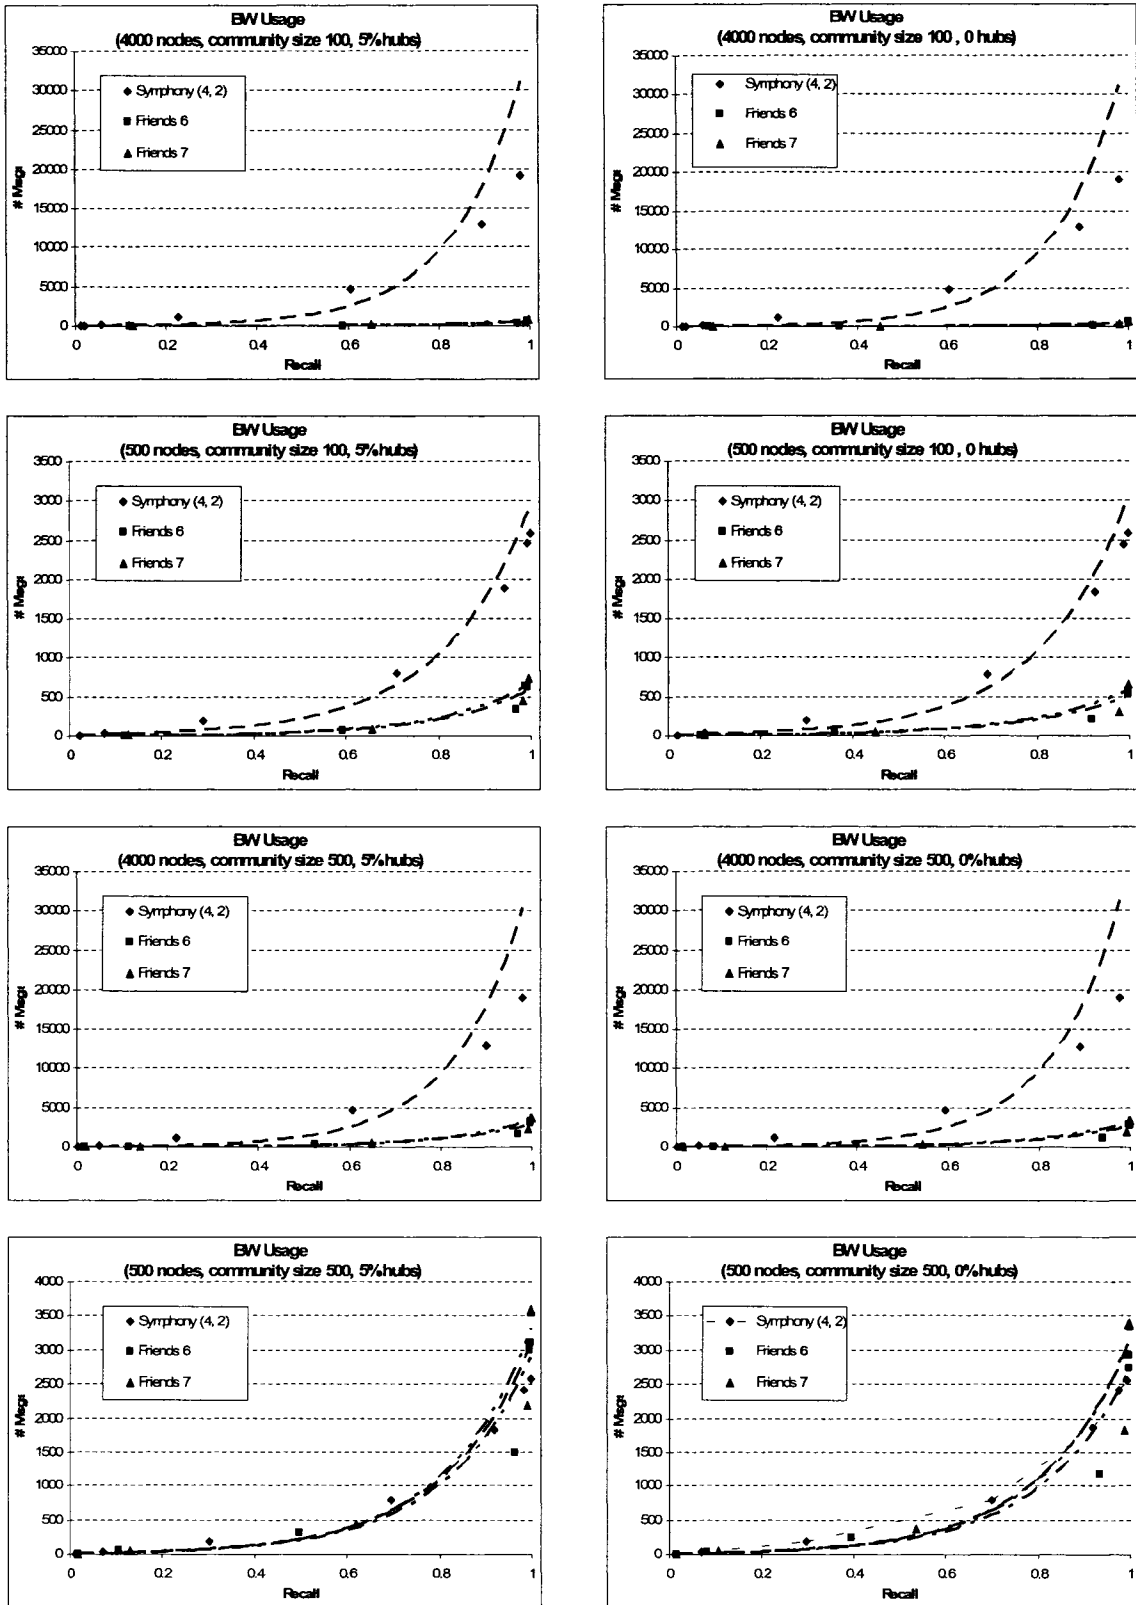 BW Usage
(4000 nodes, community size 100, 5% hubs)
35000
30000
25000
20000
15000
10000
5000
0
# Msgs
Symphony (4, 2)
Friends 6
Friends 7
0 0.2 0.4 0.6 0.8 1
Recall
BW Usage
(4000 nodes, community size 100 , 0 hubs)
35000
30000
25000
20000
15000
10000
5000
0
# Msgs
Symphony (4, 2)
Friends 6
Friends 7
0 0.2 0.4 0.6 0.8 1
Recall
BW Usage
(500 nodes, community size 100, 5% hubs)
3500
3000
2500
2000
1500
1000
500
0
# Msgs
Symphony (4, 2)
Friends 6
Friends 7
0 0.2 0.4 0.6 0.8 1
Recall
BW Usage
(500 nodes, community size 100 , 0 hubs)
3500
3000
2500
2000
1500
1000
500
0
# Msgs
Symphony (4, 2)
Friends 6
Friends 7
0 0.2 0.4 0.6 0.8 1
Recall
BW Usage
(4000 nodes, community size 500, 5% hubs)
35000
30000
25000
20000
15000
10000
5000
0
# Msgs
Symphony (4, 2)
Friends 6
Friends 7
0 0.2 0.4 0.6 0.8 1
Recall
BW Usage
(4000 nodes, community size 500, 0% hubs)
35000
30000
25000
20000
15000
10000
5000
0
# Msgs
Symphony (4, 2)
Friends 6
Friends 7
0 0.2 0.4 0.6 0.8 1
Recall
BW Usage
(500 nodes, community size 500, 5% hubs)
4000
3500
3000
2500
2000
1500
1000
500
0
# Msgs
Symphony (4, 2)
Friends 6
Friends 7
0 0.2 0.4 0.6 0.8 1
Recall
BW Usage
(500 nodes, community size 500, 0% hubs)
4000
3500
3000
2500
2000
1500
1000
500
0
# Msgs
Symphony (4, 2)
Friends 6
Friends 7
0 0.2 0.4 0.6 0.8 1
Recall